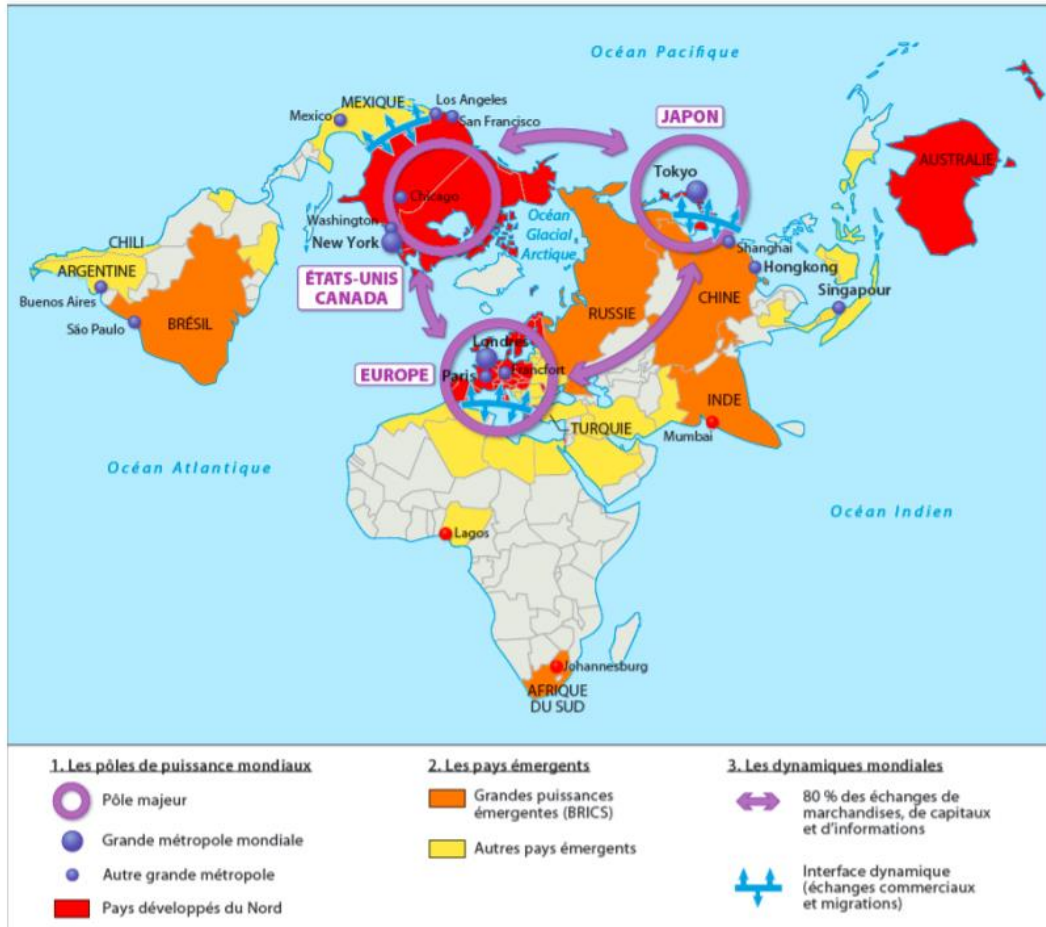 Océan Pacifique
MEXIQUE
Los Angeles
Mexico
San Francisco
JAPON
Tokyo
AUSTRALIE
Chicago
Océan
Glacial
Arctique
Washington
New York
CHILI
Shanghai
Hongkong
ARGENTINE
ÉTATS-UNIS
CANADA
CHINE
Singapour
Buenos Aires
RUSSIE
São Paulo
BRÉSIL
Londres
EUROPE
Paris
Francfort
INDE
TURQUIE
Mumbai
Océan Atlantique
Océan Indien
Lagos
Johannesburg
AFRIQUE
DU SUD
1. Les pôles de puissance mondiaux
Pôle majeur
Grande métropole mondiale
Autre grande métropole
Pays développés du Nord
2. Les pays émergents
Grandes puissances
émergentes (BRICS)
Autres pays émergents
3. Les dynamiques mondiales
80 % des échanges de
marchandises, de capitaux
et d'informations
Interface dynamique
(échanges commerciaux
et migrations)